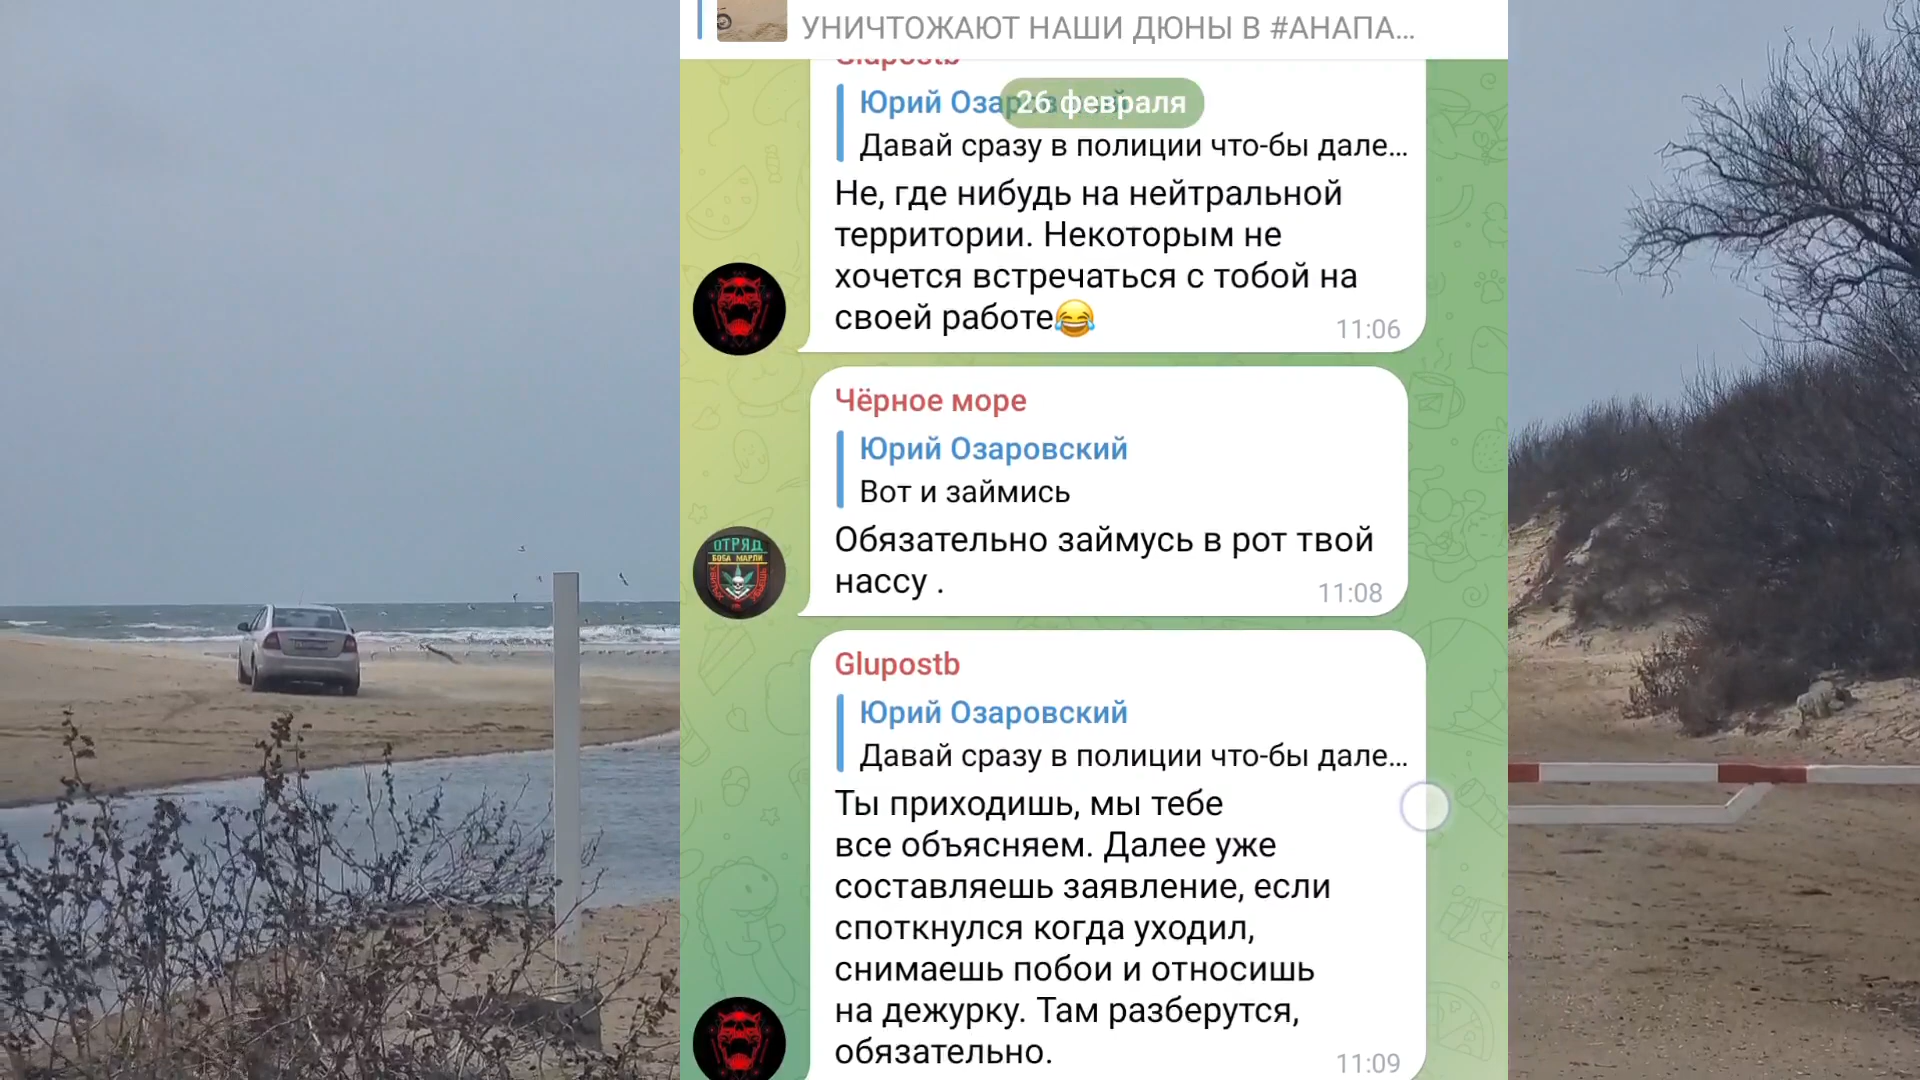 УНИЧТОЖАЮТ НАШИ ДЮНЫ В #АНАПА...
Glupostb
26 февраля
Юрий Оза
Давай сразу в полиции что-бы дале...
Не, где нибудь на нейтральной
территории. Некоторым не
хочется встречаться с тобой на
своей работе😂
11:06
Чёрное море
Юрий Озаровский
Вот и займись
ОТРЯД
БОБА МАРЛИ
Обязательно займусь в рот твой
нассу .
11:08
Glupostb
Юрий Озаровский
Давай сразу в полиции что-бы дале...
Ты приходишь, мы тебе
все объясняем. Далее уже
составляешь заявление, если
споткнулся когда уходил,
снимаешь побои и относишь
на дежурку. Там разберутся,
обязательно.
11:09